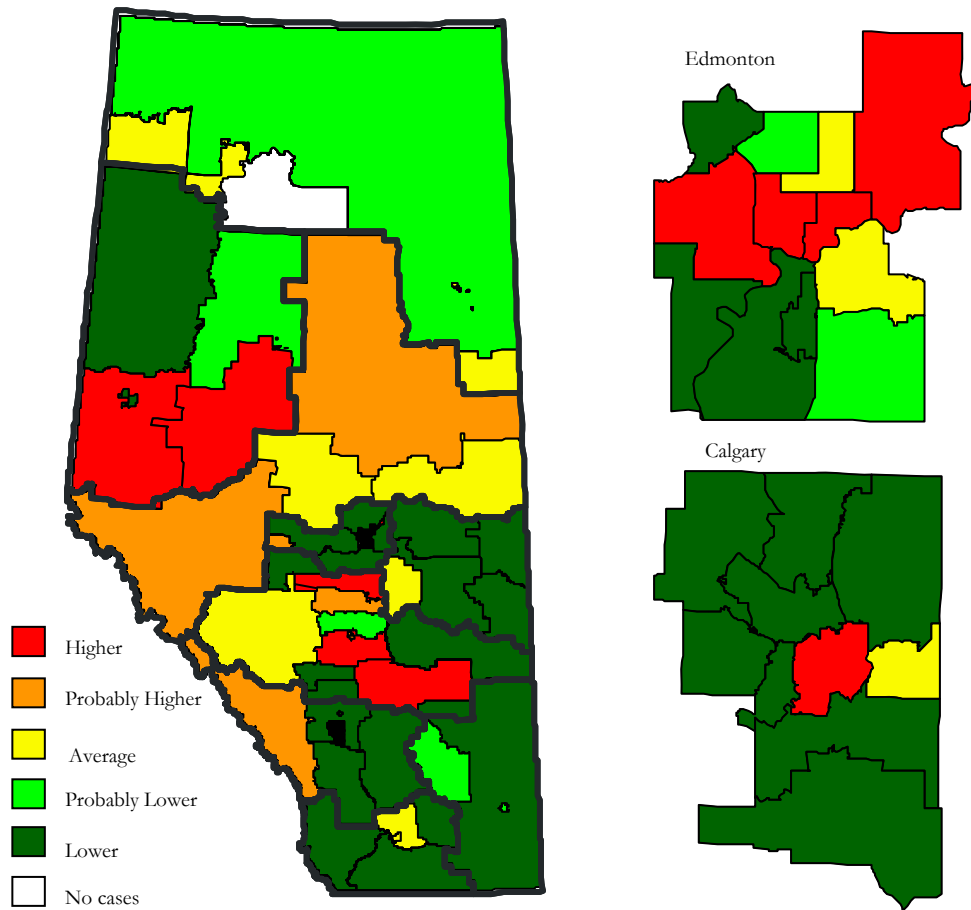 Edmonton
Calgary
Higher
Probably Higher
Average
Probably Lower
Lower
No cases